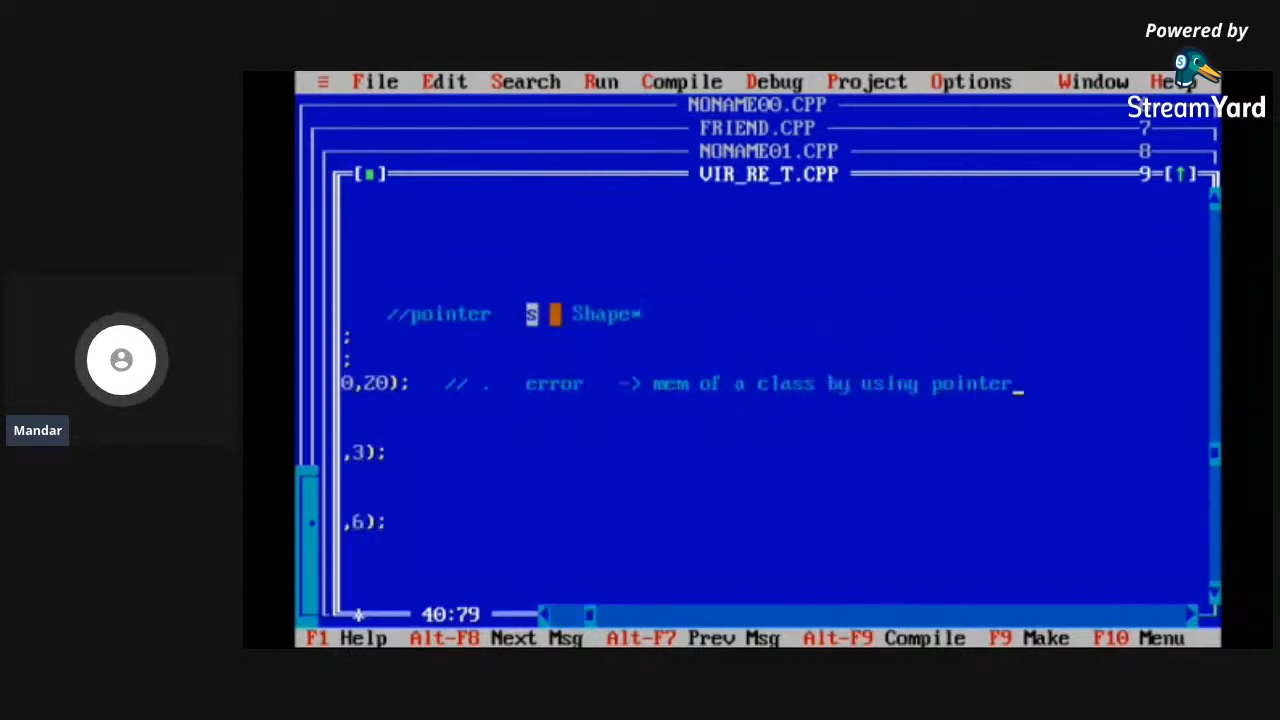 Powered by
StreamYard
≡ File Edit Search Run Compile Debug Project Options Window Help
NONAME00.CPP
FRIEND.CPP 7
NONAME01.CPP 8
[■] VIR_RE_T.CPP 9=[↑]
//pointer s Shape*
;
;
0,20); // . error -> mem of a class by using pointer_
,3);
,6);
* 40:79
F1 Help Alt-F8 Next Msg Alt-F7 Prev Msg Alt-F9 Compile F9 Make F10 Menu
Mandar